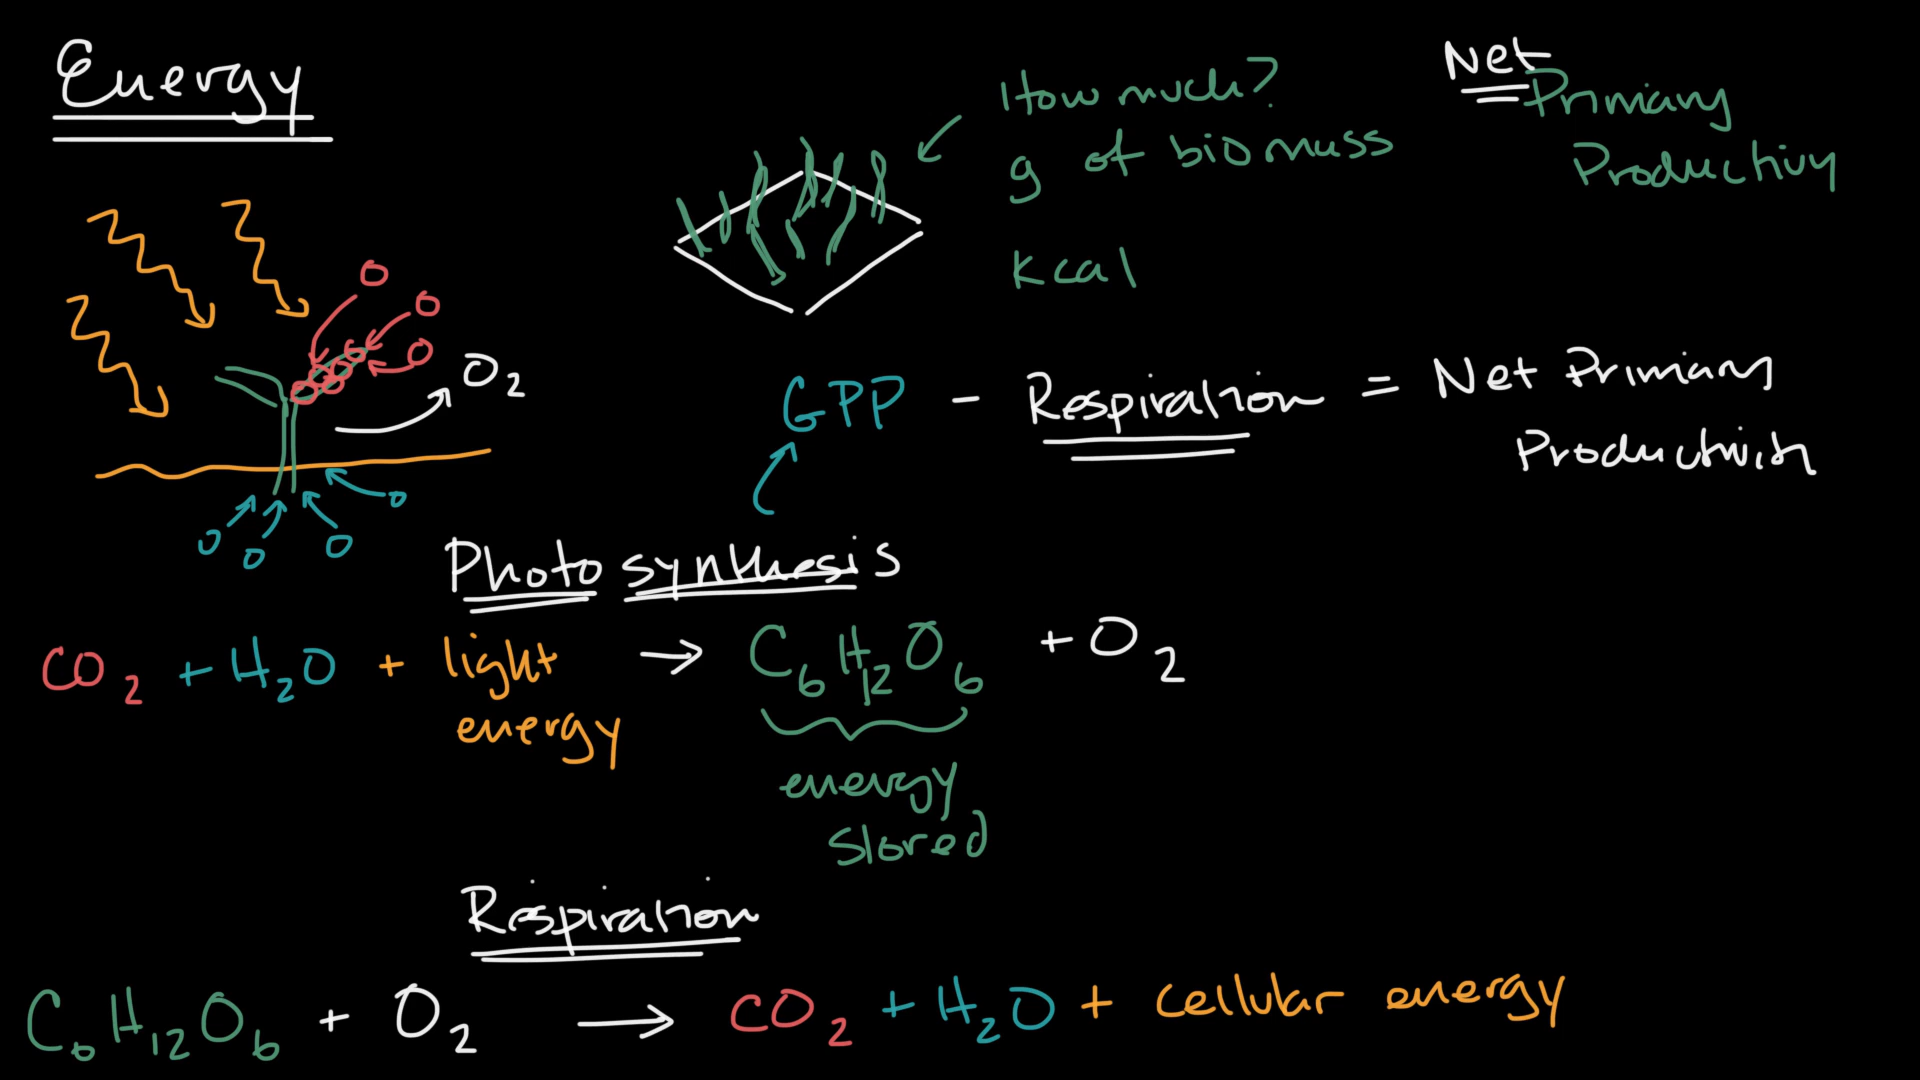 Energy
How much?
g of biomass
Kcal
Net
Primary
Productivity
O
O
O
O₂
GPP - Respiration = Net Primary
Productivity
O
O
O
O
Photosynthesis
CO₂ + H₂O + light
energy
→ C₆H₁₂O₆ + O₂
energy
stored
Respiration
C₆H₁₂O₆ + O₂ → CO₂ + H₂O + cellular energy